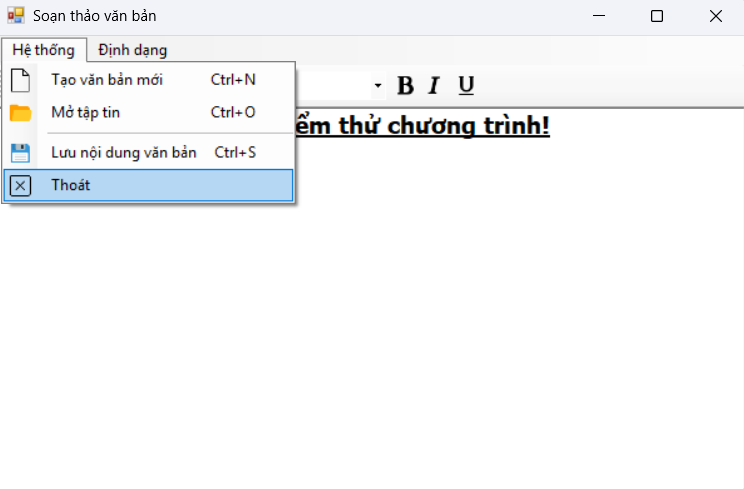 Soạn thảo văn bản
Hệ thống Định dạng
B I U
Tạo văn bản mới Ctrl+N
Mở tập tin Ctrl+O
Lưu nội dung văn bản Ctrl+S
Thoát
ểm thử chương trình!